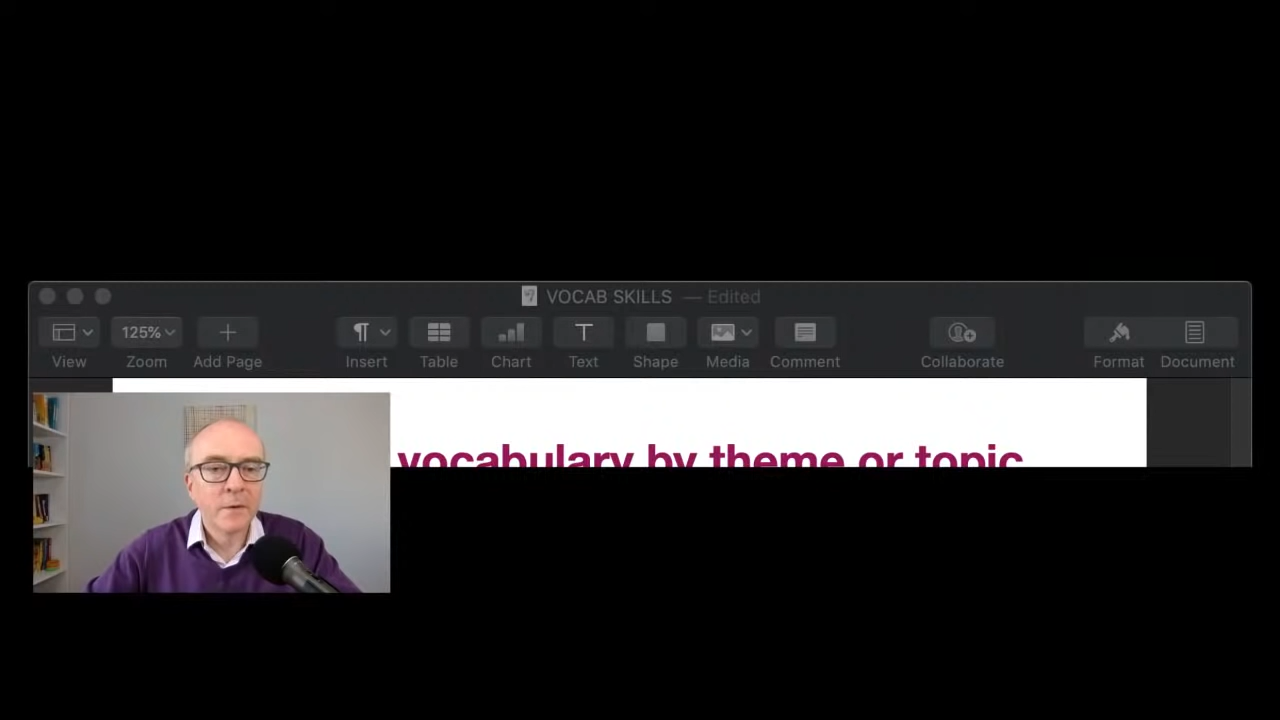 VOCAB SKILLS — Edited
125%
View Zoom Add Page Insert Table Chart Text Shape Media Comment Collaborate Format Document
vocabulary by theme or topic